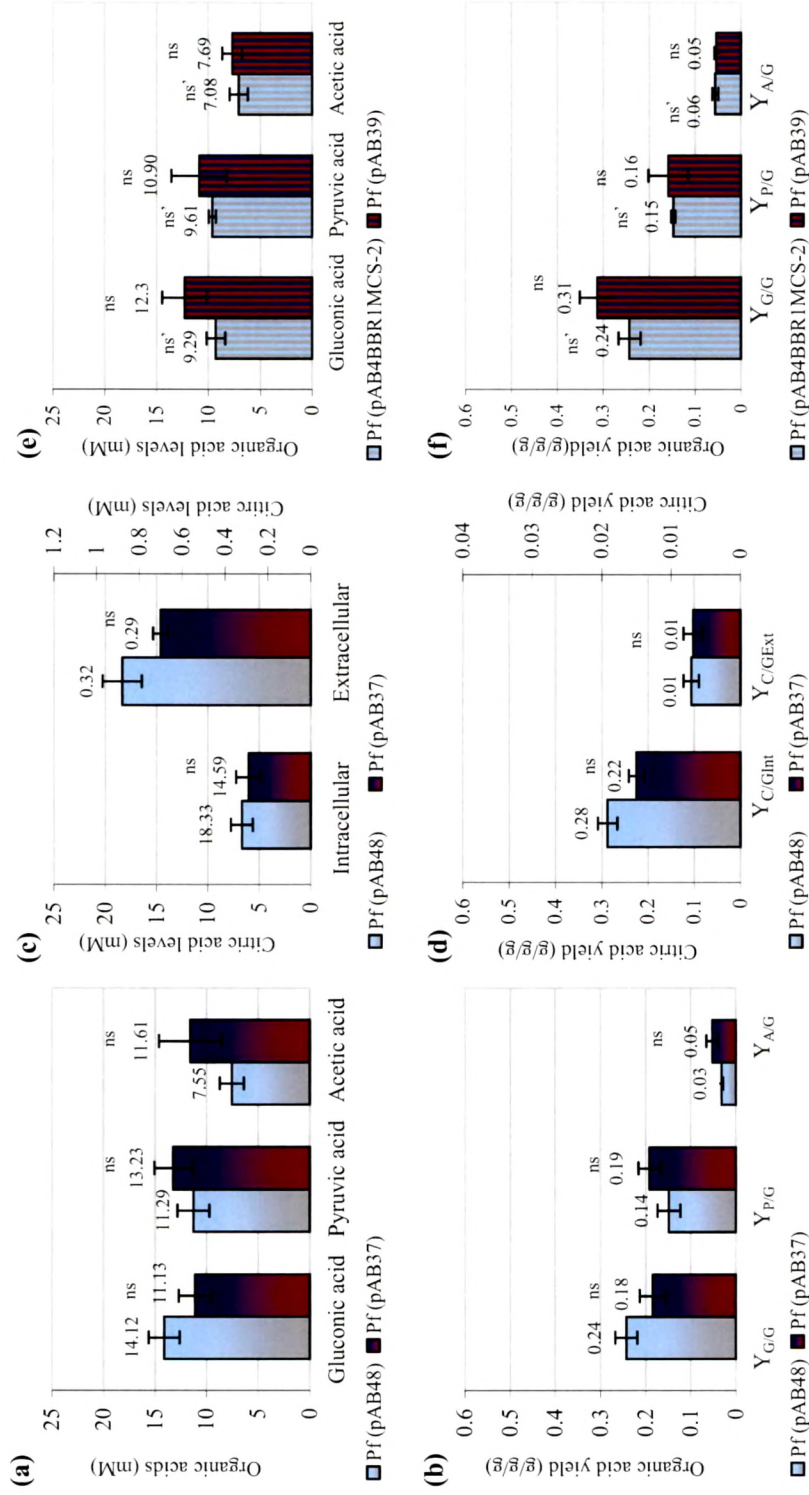 (a)
Organic acids (mM)
25
20
15
10
5
0
14.12
ns
11.13
11.29
ns
13.23
7.55
ns
11.61
Gluconic acid Pyruvic acid Acetic acid
Pf (pAB48) Pf (pAB37)
(b)
Organic acid yield (g/g/g)
0.6
0.5
0.4
0.3
0.2
0.1
0
0.24
ns
0.18
0.14
ns
0.19
0.03
ns
0.05
YG/G YP/G YA/G
Pf (pAB48) Pf (pAB37)
(c)
Citric acid levels (mM)
25
20
15
10
5
0
18.33
ns
14.59
0.32
ns
0.29
1.2
1
0.8
0.6
0.4
0.2
0
Citirc acid levels (mM)
Intracellular Extracellular
Pf (pAB48) Pf (pAB37)
(d)
Citric acid yield (g/g/g)
0.6
0.5
0.4
0.3
0.2
0.1
0
0.28
ns
0.22
0.01
ns
0.01
0.04
0.03
0.02
0.01
0
Citirc acid yield (g/g/g)
YC/GInt YC/GExt
Pf (pAB48) Pf (pAB37)
(e)
Organic acid levels (mM)
25
20
15
10
5
0
ns'
9.29
ns
12.3
ns'
9.61
ns
10.90
ns'
7.08
ns
7.69
Gluconic acid Pyruvic acid Acetic acid
Pf (pAB4BBR1MCS-2) Pf (pAB39)
(f)
Organic acid yield(g/g/g)
0.6
0.5
0.4
0.3
0.2
0.1
0
ns'
0.24
ns
0.31
ns'
0.15
ns
0.16
ns'
0.06
ns
0.05
YG/G YP/G YA/G
Pf (pAB4BBR1MCS-2) Pf (pAB39)